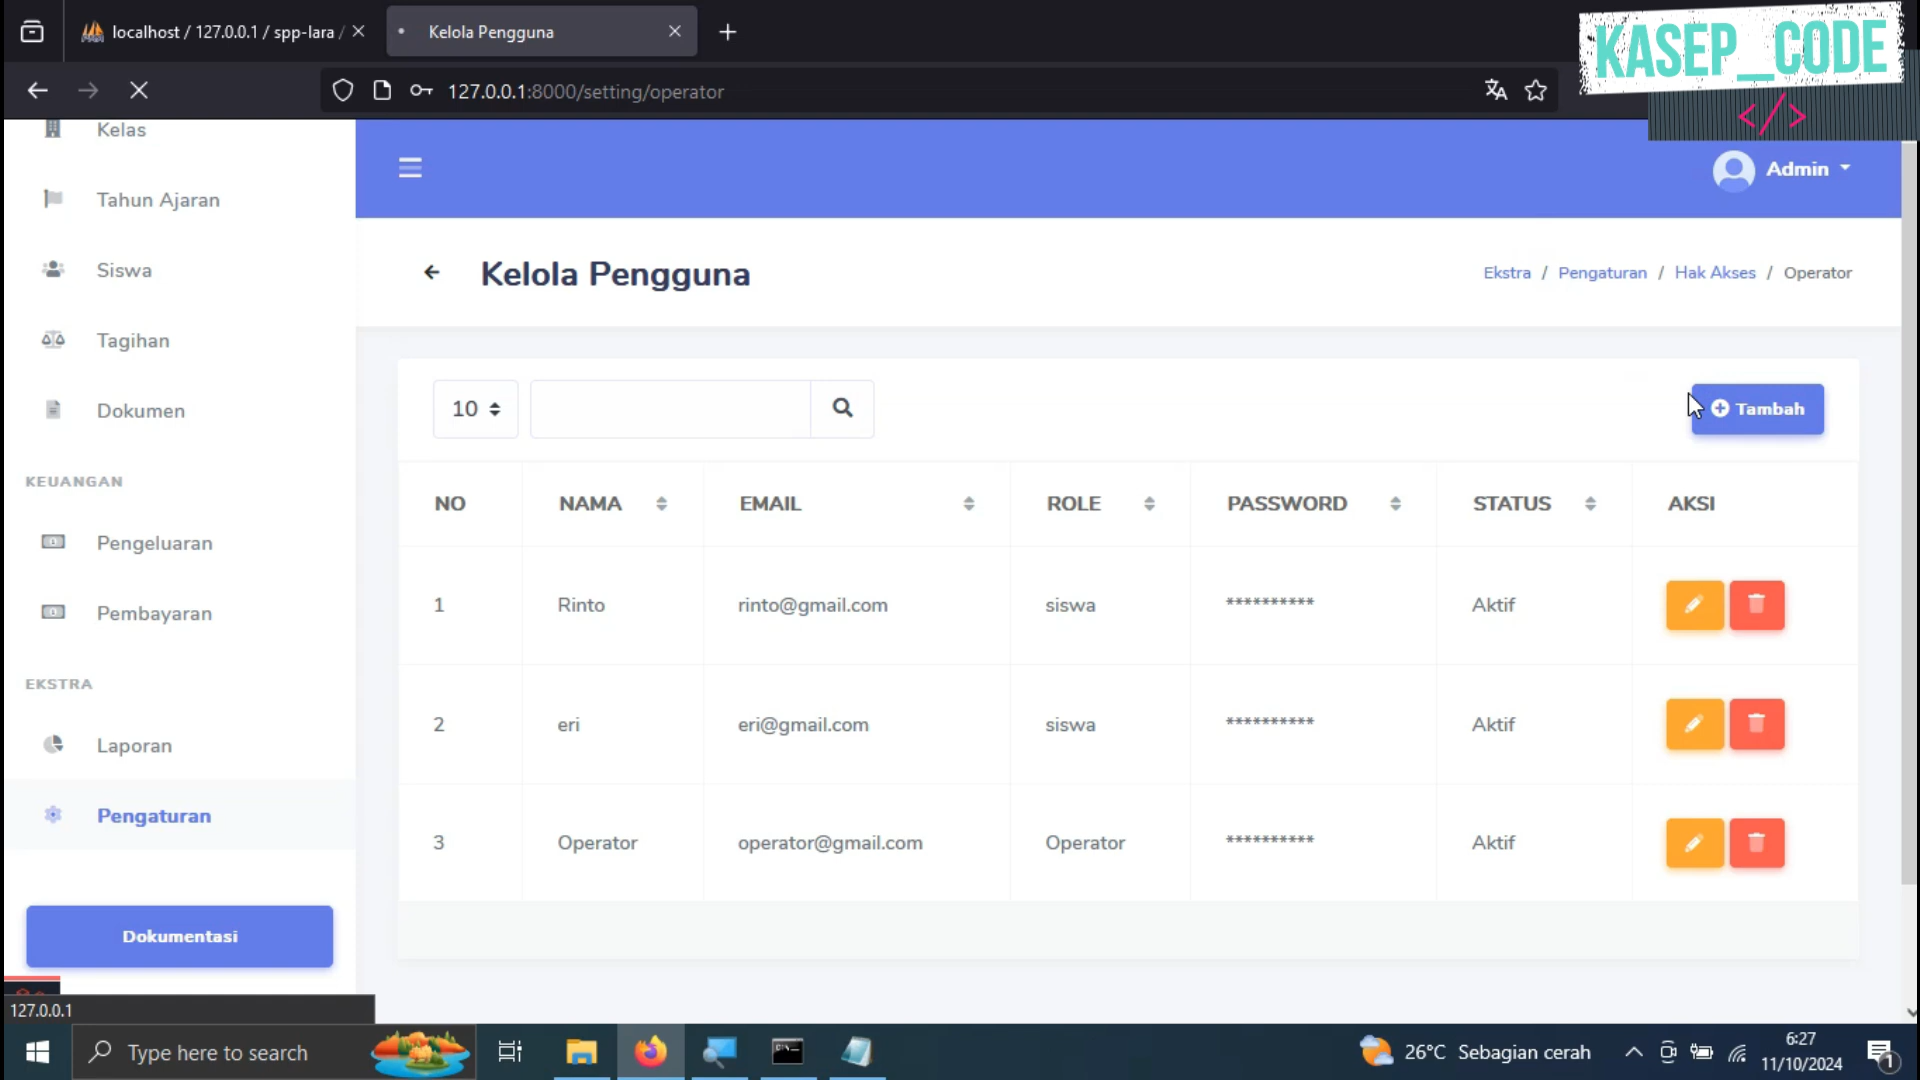 localhost / 127.0.0.1 / spp-lara /
Kelola Pengguna
KASEP_CODE
</>
127.0.0.1:8000/setting/operator
Kelas
Tahun Ajaran
Siswa
Tagihan
Dokumen
KEUANGAN
Pengeluaran
Pembayaran
EKSTRA
Laporan
Pengaturan
Dokumentasi
127.0.0.1
Admin
Kelola Pengguna
Ekstra / Pengaturan / Hak Akses / Operator
10
Tambah
NO NAMA EMAIL ROLE PASSWORD STATUS AKSI
1 Rinto rinto@gmail.com siswa ********** Aktif
2 eri eri@gmail.com siswa ********** Aktif
3 Operator operator@gmail.com Operator ********** Aktif
Type here to search
26°C Sebagian cerah
6:27
11/10/2024
1